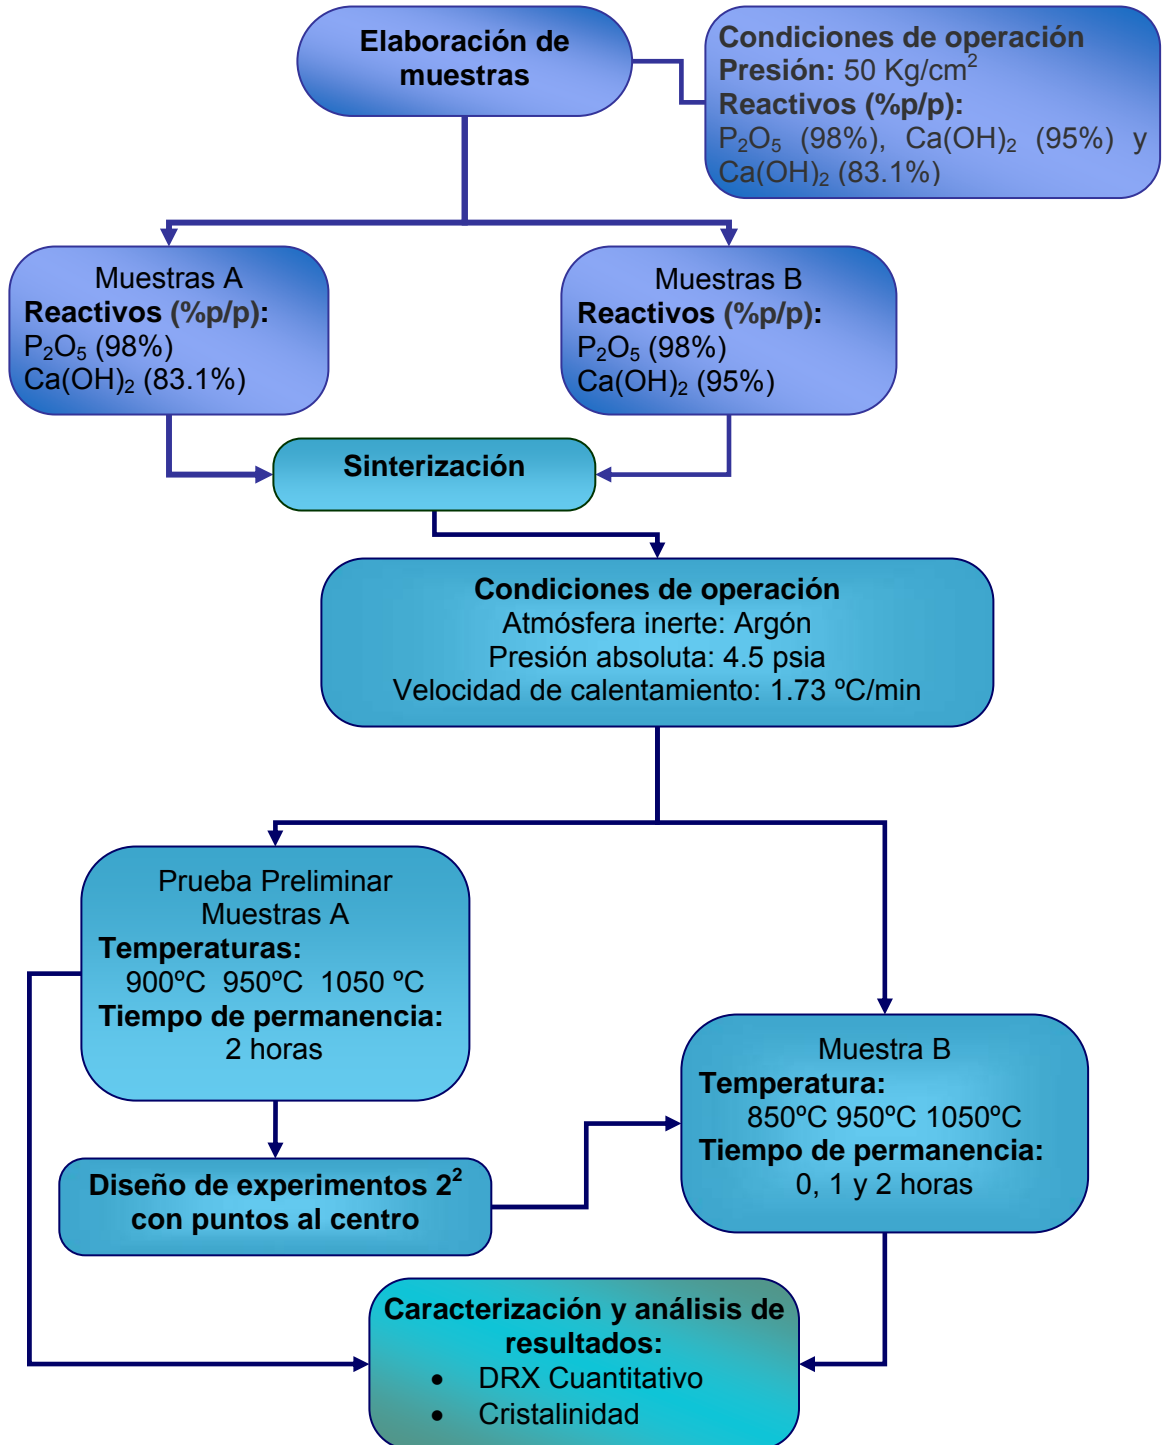 Elaboración de
muestras
Condiciones de operación
Presión: 50 Kg/cm²
Reactivos (%p/p):
P₂O₅ (98%), Ca(OH)₂ (95%) y
Ca(OH)₂ (83.1%)
Muestras A
Reactivos (%p/p):
P₂O₅ (98%)
Ca(OH)₂ (83.1%)
Muestras B
Reactivos (%p/p):
P₂O₅ (98%)
Ca(OH)₂ (95%)
Sinterización
Condiciones de operación
Atmósfera inerte: Argón
Presión absoluta: 4.5 psia
Velocidad de calentamiento: 1.73 ºC/min
Prueba Preliminar
Muestras A
Temperaturas:
900ºC 950ºC 1050 ºC
Tiempo de permanencia:
2 horas
Muestra B
Temperatura:
850ºC 950ºC 1050ºC
Tiempo de permanencia:
0, 1 y 2 horas
Diseño de experimentos 2²
con puntos al centro
Caracterización y análisis de
resultados:
• DRX Cuantitativo
• Cristalinidad